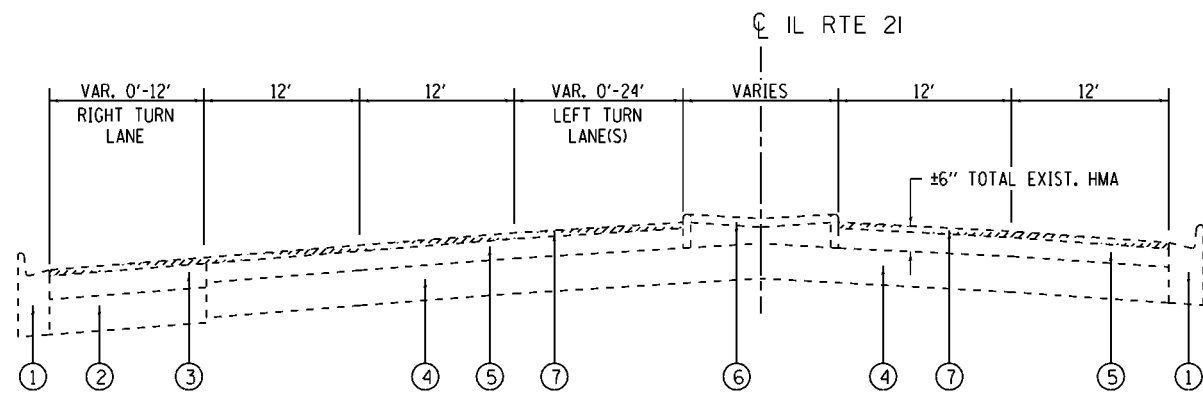 ℄ IL RTE 21
VAR. 0'-12'
RIGHT TURN
LANE
12'
12'
VAR. 0'-24'
LEFT TURN
LANE(S)
VARIES
12'
12'
±6" TOTAL EXIST. HMA
1
2
3
4
5
7
6
4
7
5
1